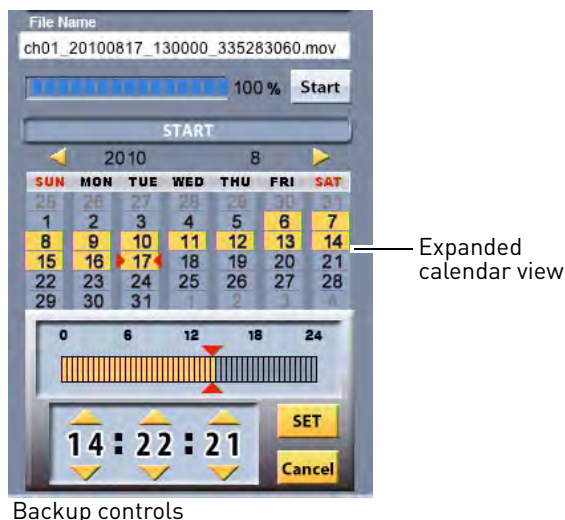 File Name
ch01_20100817_130000_335283060.mov
100 % Start
START
2010 8
SUN MON TUE WED THU FRI SAT
25 26 27 28 29 30 31
1 2 3 4 5 6 7
8 9 10 11 12 13 14
15 16 17 18 19 20 21
22 23 24 25 26 27 28
29 30 31 1 2 3 4
Expanded
calendar view
0 6 12 18 24
14 : 22 : 21
SET
Cancel
Backup controls